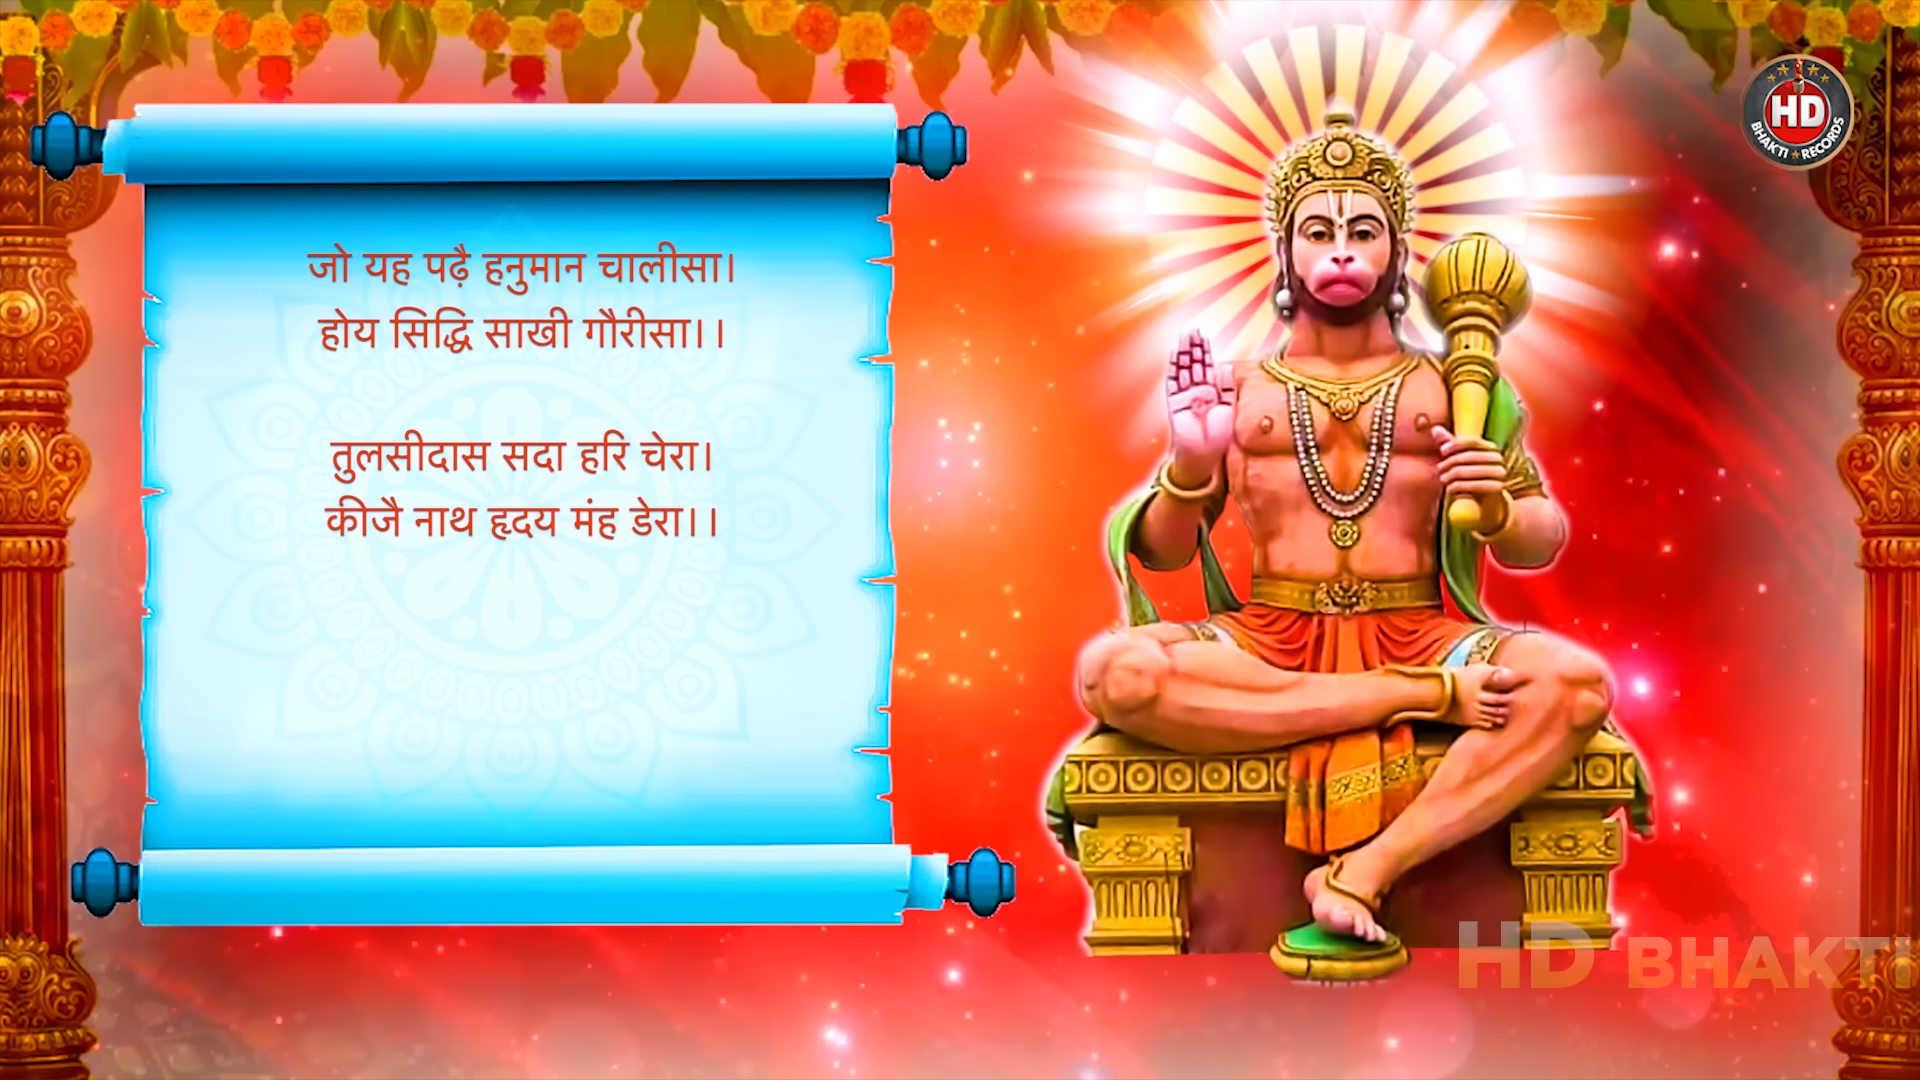 जो यह पढ़ै हनुमान चालीसा।
होय सिद्धि साखी गौरीसा।।
तुलसीदास सदा हरि चेरा।
कीजै नाथ हृदय मंह डेरा।।
HD
BHAKTI RECORDS
HD BHAKTI